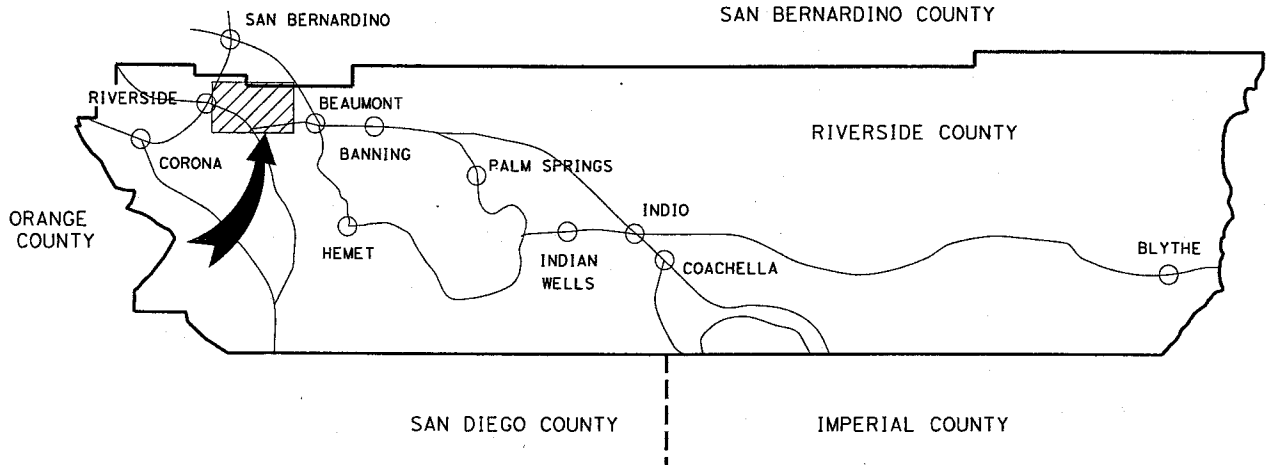 SAN BERNARDINO
SAN BERNARDINO COUNTY
RIVERSIDE
BEAUMONT
RIVERSIDE COUNTY
CORONA
BANNING
PALM SPRINGS
ORANGE
COUNTY
HEMET
INDIO
INDIAN
WELLS
COACHELLA
BLYTHE
SAN DIEGO COUNTY
IMPERIAL COUNTY